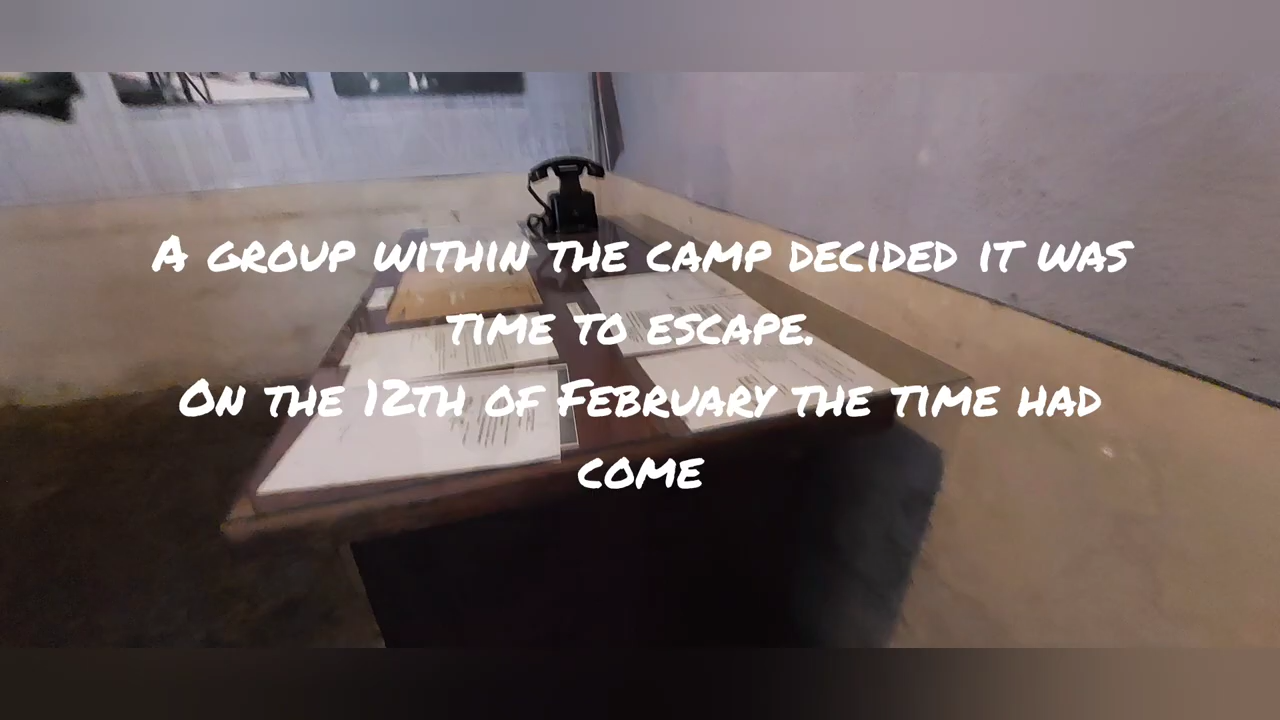 A group within the camp decided it was
time to escape.
On the 12th of February the time had
come